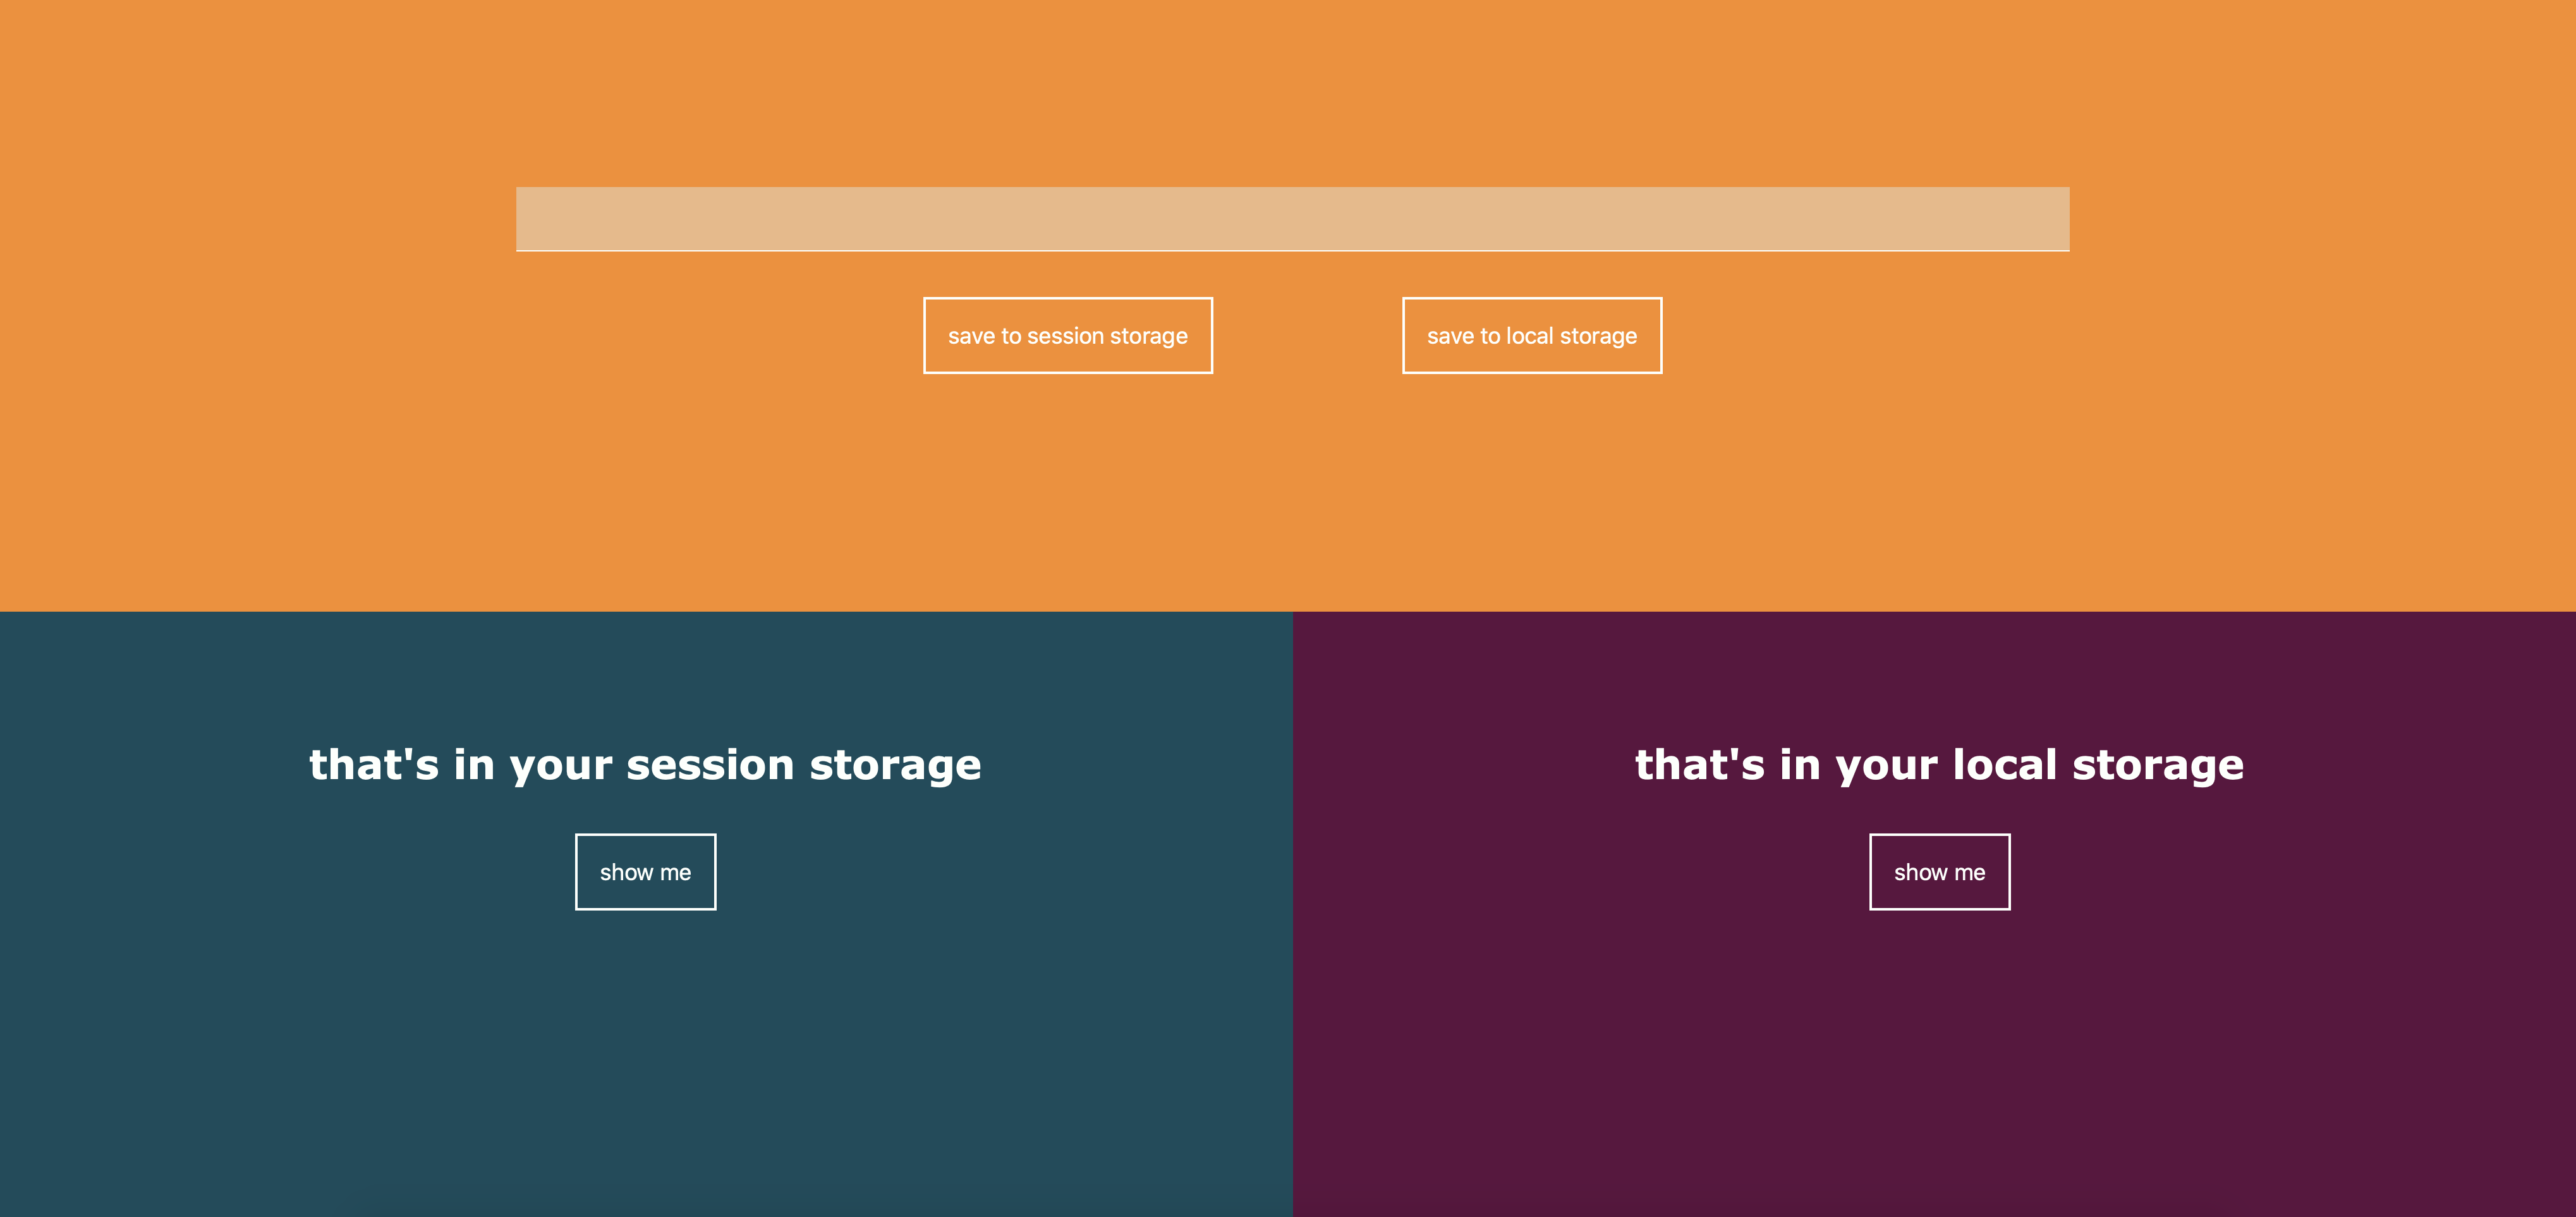 save to session storage
save to local storage
that's in your session storage
that's in your local storage
show me
show me